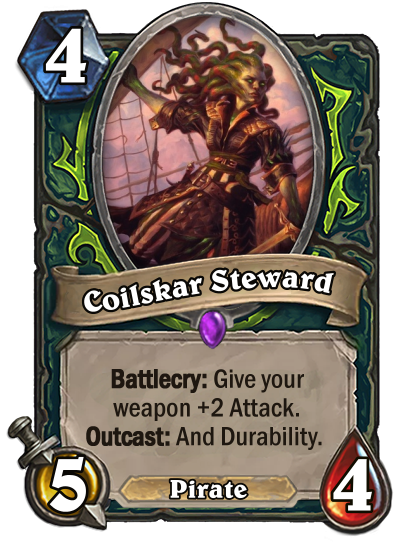 4
Coilskar Steward
Battlecry: Give your
weapon +2 Attack.
Outcast: And Durability.
5
Pirate
4